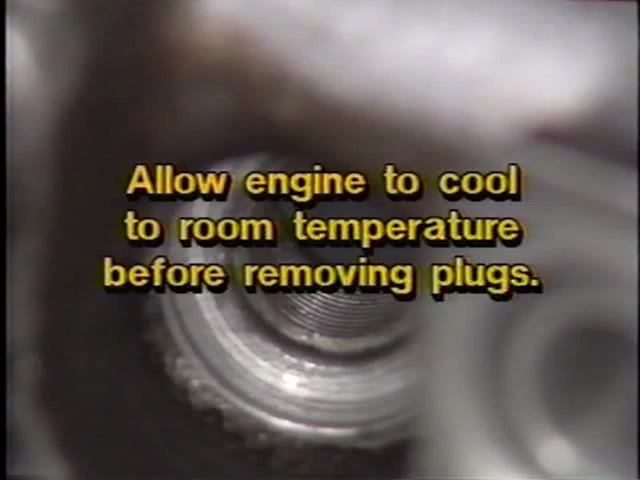 Allow engine to cool
to room temperature
before removing plugs.